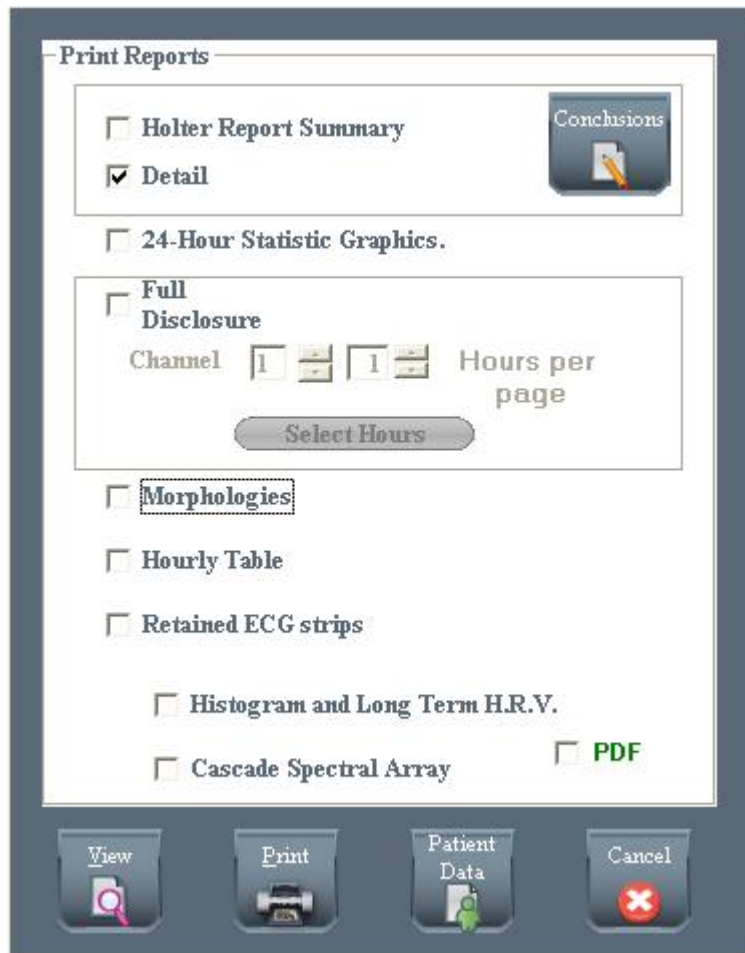 Print Reports
Holter Report Summary
Conclusions
Detail
24-Hour Statistic Graphics.
Full
Disclosure
Channel 1 1 Hours per
page
Select Hours
Morphologies
Hourly Table
Retained ECG strips
Histogram and Long Term H.R.V.
PDF
Cascade Spectral Array
View
Print
Patient
Data
Cancel